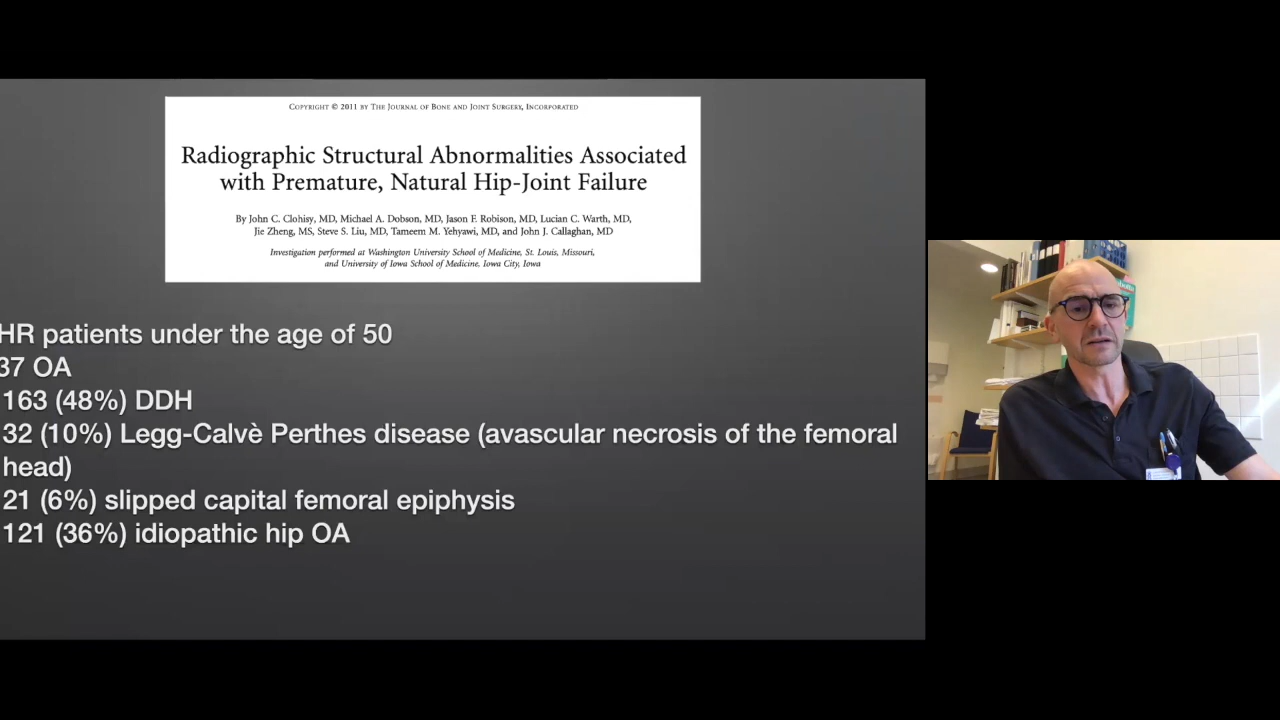 COPYRIGHT © 2011 BY THE JOURNAL OF BONE AND JOINT SURGERY, INCORPORATED
Radiographic Structural Abnormalities Associated
with Premature, Natural Hip-Joint Failure
By John C. Clohisy, MD, Michael A. Dobson, MD, Jason F. Robison, MD, Lucian C. Warth, MD,
Jie Zheng, MS, Steve S. Liu, MD, Tameem M. Yehyawi, MD, and John J. Callaghan, MD
Investigation performed at Washington University School of Medicine, St. Louis, Missouri,
and University of Iowa School of Medicine, Iowa City, Iowa
HR patients under the age of 50
37 OA
163 (48%) DDH
32 (10%) Legg-Calvè Perthes disease (avascular necrosis of the femoral
head)
21 (6%) slipped capital femoral epiphysis
121 (36%) idiopathic hip OA